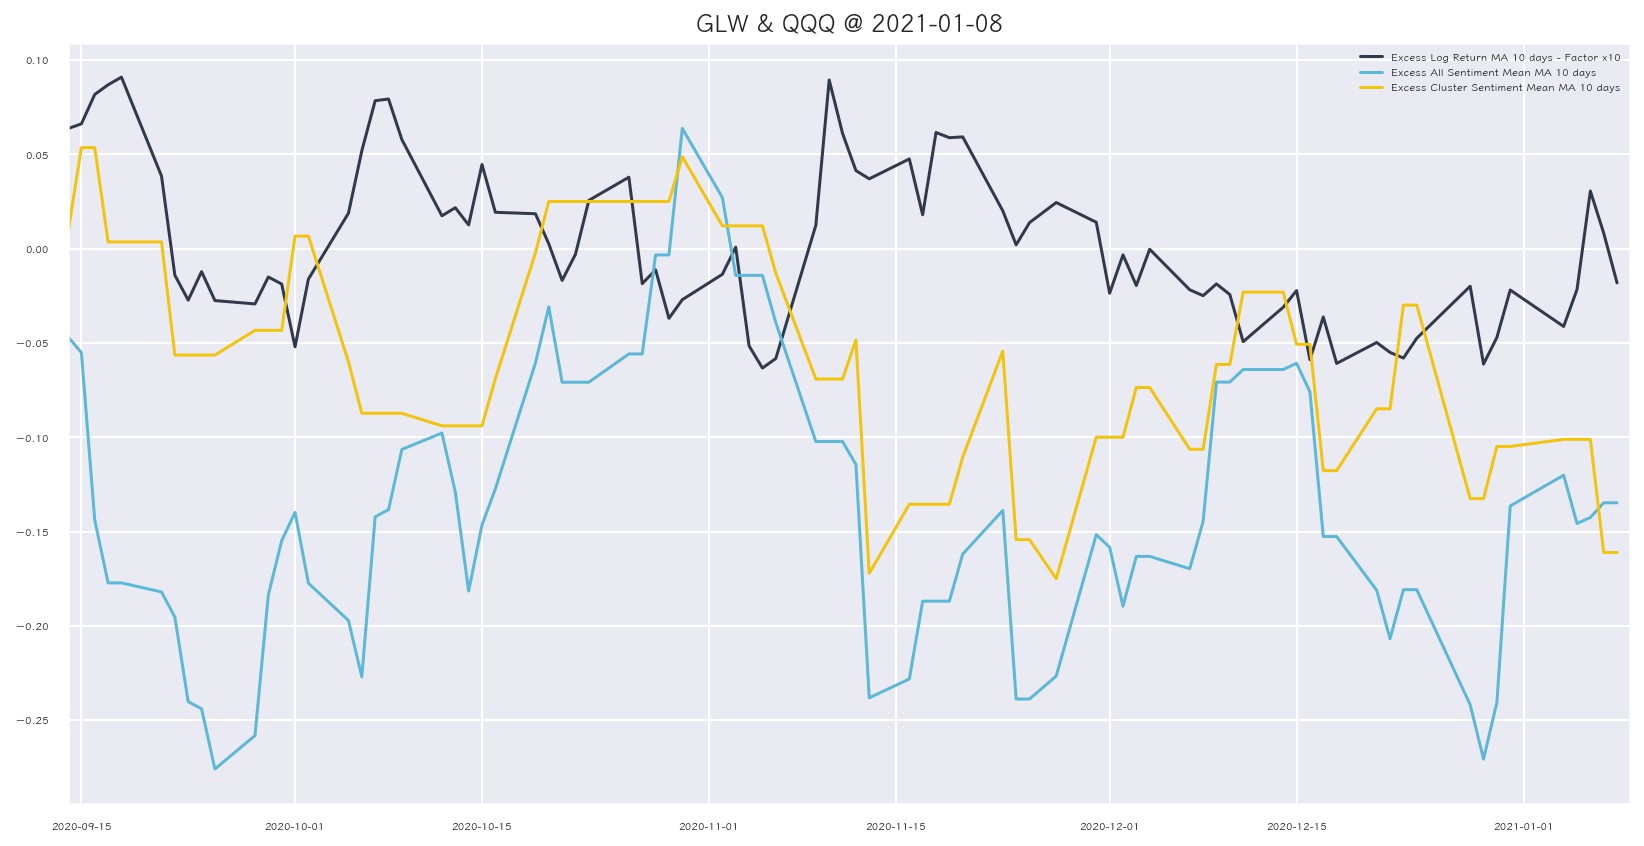 GLW & QQQ @ 2021-01-08
Excess Log Return MA 10 days - Factor x10
Excess All Sentiment Mean MA 10 days
Excess Cluster Sentiment Mean MA 10 days
0.10
0.05
0.00
−0.05
−0.10
−0.15
−0.20
−0.25
2020-09-15 2020-10-01 2020-10-15 2020-11-01 2020-11-15 2020-12-01 2020-12-15 2021-01-01